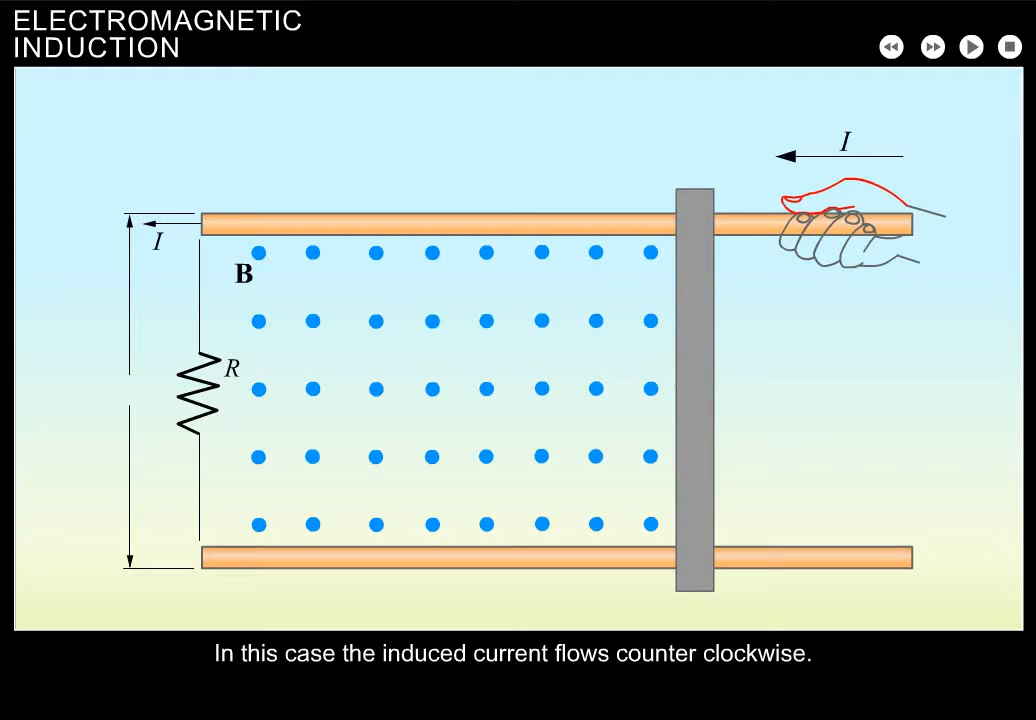 ELECTROMAGNETIC
INDUCTION
I
I
B
R
In this case the induced current flows counter clockwise.